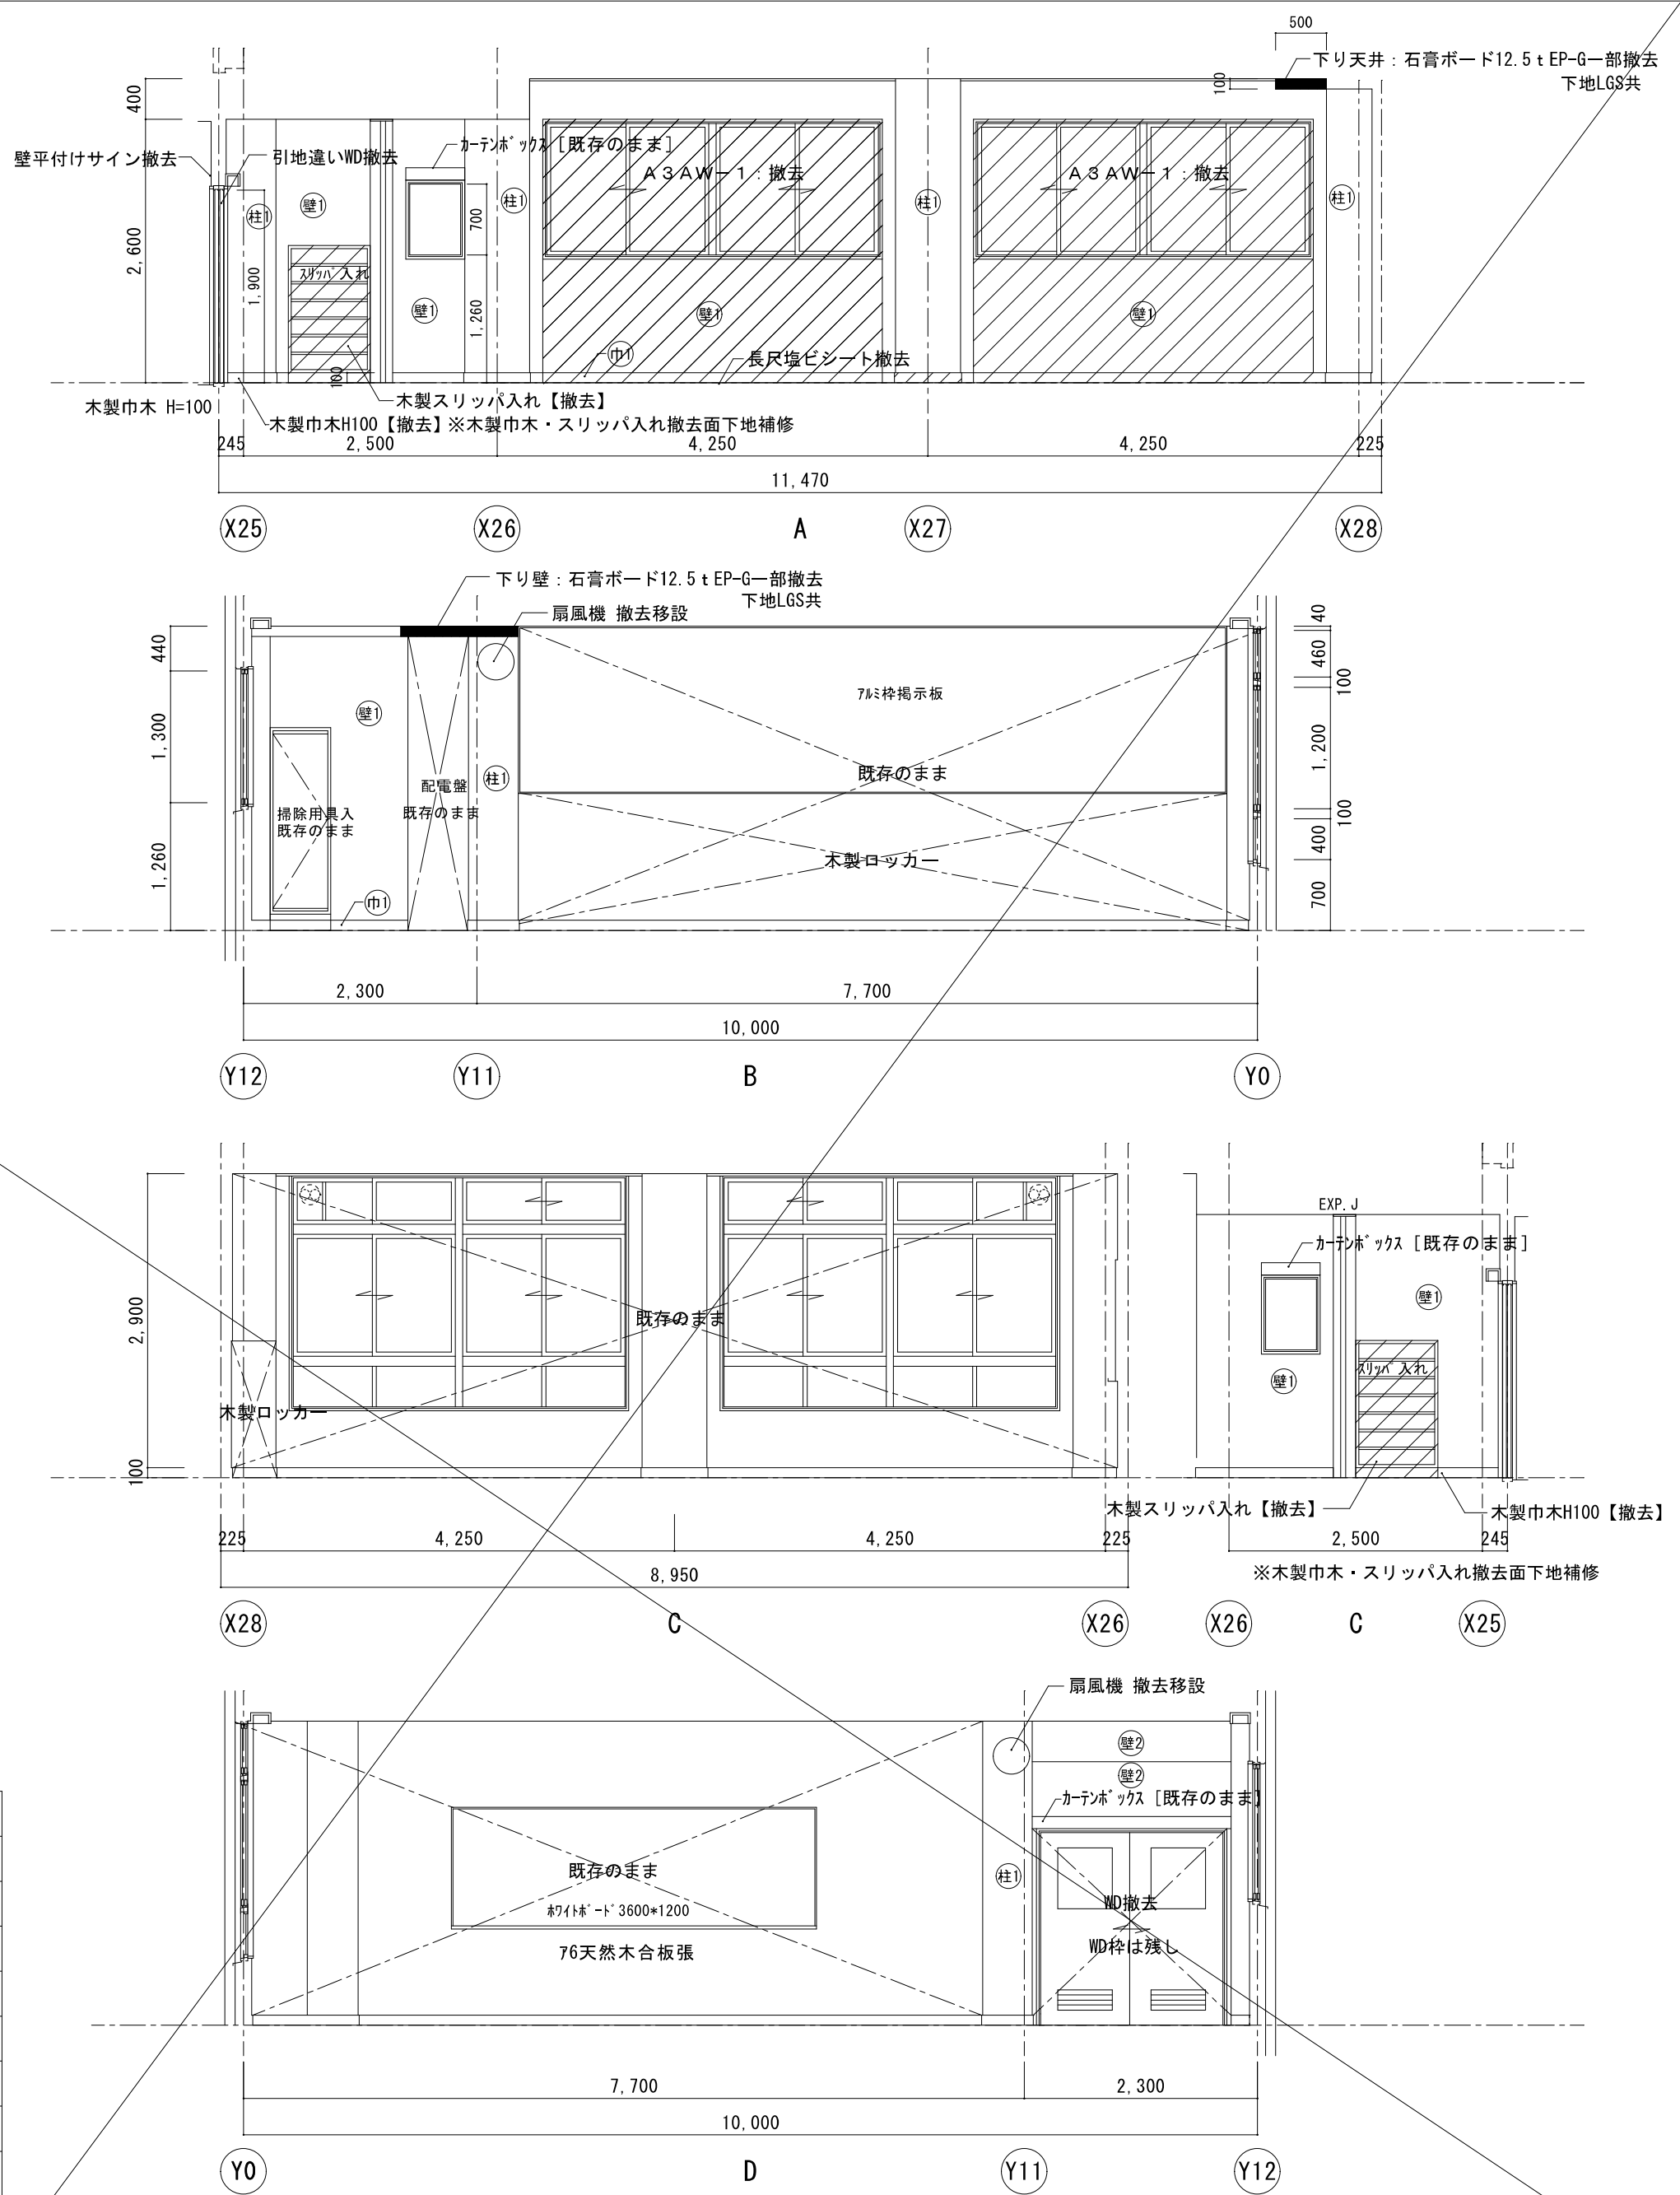 500
下り天井：石膏ボード12.5ｔEP-G一部撤去
下地LGS共
100
400
2,600
壁平付けサイン撤去
引地違いWD撤去
カーテンボックス［既存のまま］
A３AW－１：撤去
A３AW－１：撤去
柱1
壁1
柱1
柱1
柱1
700
スリッパ入れ
1,900
壁1
1,260
壁1
壁1
巾1
長尺塩ビシート撤去
100
木製巾木 H=100
木製スリッパ入れ【撤去】
木製巾木H100【撤去】※木製巾木・スリッパ入れ撤去面下地補修
245
2,500
4,250
4,250
225
11,470
X25
X26
A
X27
X28
下り壁：石膏ボード12.5ｔEP-G一部撤去
下地LGS共
扇風機 撤去移設
440
1,300
1,260
壁1
アルミ枠掲示板
柱1
配電盤
既存のまま
既存のまま
掃除用具入
既存のまま
木製ロッカー
巾1
40
460
100
1,200
100
400
700
2,300
7,700
10,000
Y12
Y11
B
Y0
2,900
100
既存のまま
木製ロッカー
EXP.J
カーテンボックス［既存のまま］
壁1
壁1
スリッパ入れ
木製スリッパ入れ【撤去】
木製巾木H100【撤去】
225
4,250
4,250
225
2,500
245
8,950
※木製巾木・スリッパ入れ撤去面下地補修
X28
C
X26
X26
C
X25
扇風機 撤去移設
壁2
壁2
カーテンボックス［既存のまま］
既存のまま
柱1
ホワイトボード3600*1200
WD撤去
ｱ6天然木合板張
WD枠は残し
7,700
2,300
10,000
Y0
D
Y11
Y12